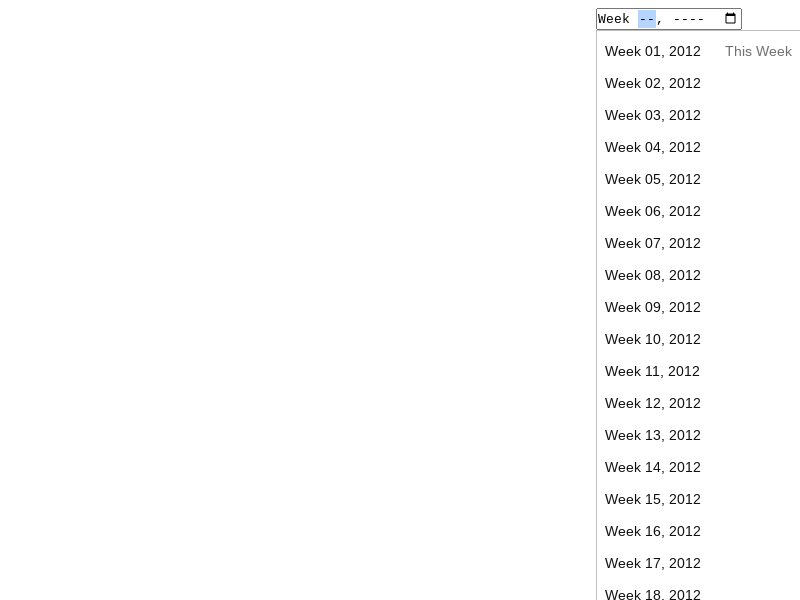 Week --, ----
Week 01, 2012 This Week
Week 02, 2012
Week 03, 2012
Week 04, 2012
Week 05, 2012
Week 06, 2012
Week 07, 2012
Week 08, 2012
Week 09, 2012
Week 10, 2012
Week 11, 2012
Week 12, 2012
Week 13, 2012
Week 14, 2012
Week 15, 2012
Week 16, 2012
Week 17, 2012
Week 18, 2012